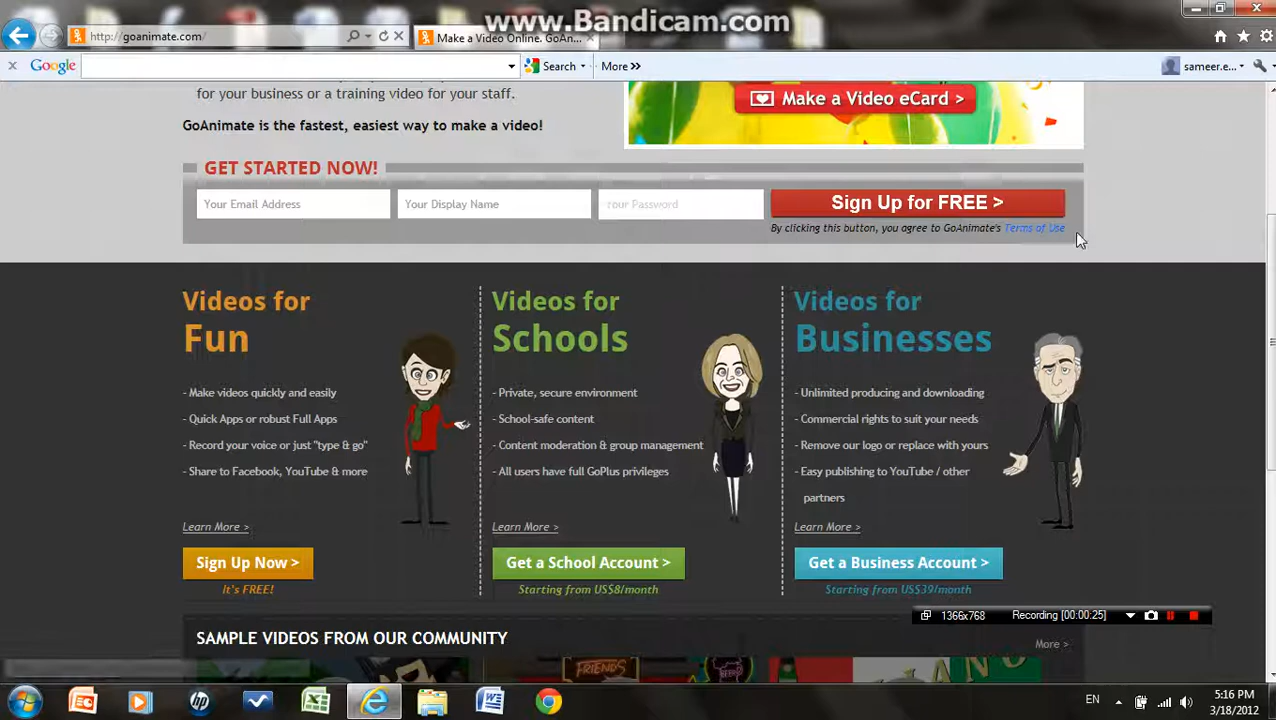 www.Bandicam.com
http://goanimate.com/
Make a Video Online. GoAn...
Google
Search
More >>
sameer.e...
for your business or a training video for your staff.
GoAnimate is the fastest, easiest way to make a video!
Make a Video eCard >
GET STARTED NOW!
Your Email Address
Your Display Name
Your Password
Sign Up for FREE >
By clicking this button, you agree to GoAnimate's Terms of Use
Videos for
Fun
- Make videos quickly and easily
- Quick Apps or robust Full Apps
- Record your voice or just "type & go"
- Share to Facebook, YouTube & more
Learn More >
Sign Up Now >
It's FREE!
Videos for
Schools
- Private, secure environment
- School-safe content
- Content moderation & group management
- All users have full GoPlus privileges
Learn More >
Get a School Account >
Starting from US$8/month
Videos for
Businesses
- Unlimited producing and downloading
- Commercial rights to suit your needs
- Remove our logo or replace with yours
- Easy publishing to YouTube / other
partners
Learn More >
Get a Business Account >
Starting from US$39/month
1366x768
Recording [00:00:25]
SAMPLE VIDEOS FROM OUR COMMUNITY
More >
FRIENDS
EN
5:16 PM
3/18/2012